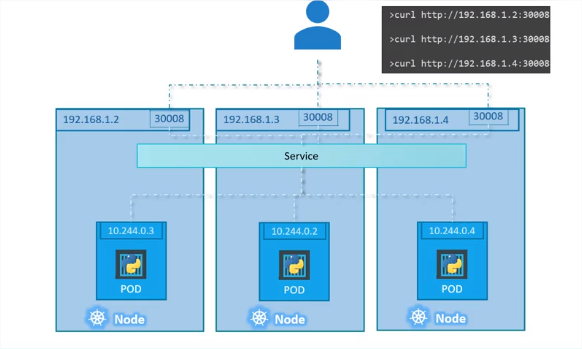 >curl http://192.168.1.2:30008
>curl http://192.168.1.3:30008
>curl http://192.168.1.4:30008
192.168.1.2
30008
192.168.1.3
30008
192.168.1.4
30008
Service
10.244.0.3
10.244.0.2
10.244.0.4
POD
POD
POD
Node
Node
Node